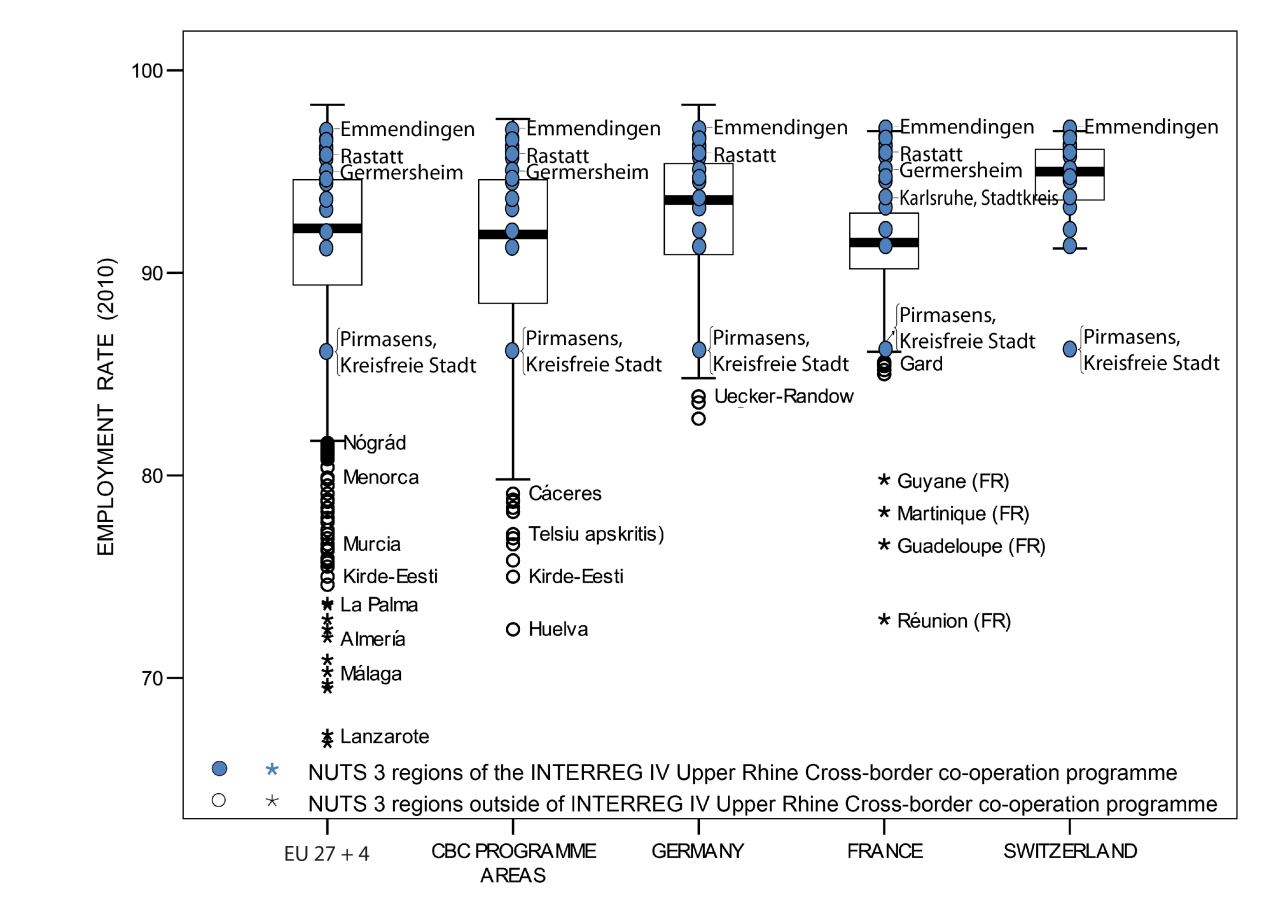 EMPLOYMENT RATE (2010)
100
90
80
70
Emmendingen
Rastatt
Germersheim
Pirmasens,
Kreisfreie Stadt
Nógrád
Menorca
Murcia
Kirde-Eesti
La Palma
Almería
Málaga
Lanzarote
Emmendingen
Rastatt
Germersheim
Pirmasens,
Kreisfreie Stadt
Cáceres
Telsiu apskritis)
Kirde-Eesti
Huelva
Emmendingen
Rastatt
Pirmasens,
Kreisfreie Stadt
Uecker-Randow
Emmendingen
Rastatt
Germersheim
Karlsruhe, Stadtkreis
Pirmasens,
Kreisfreie Stadt
Gard
Guyane (FR)
Martinique (FR)
Guadeloupe (FR)
Réunion (FR)
Emmendingen
Pirmasens,
Kreisfreie Stadt
NUTS 3 regions of the INTERREG IV Upper Rhine Cross-border co-operation programme
NUTS 3 regions outside of INTERREG IV Upper Rhine Cross-border co-operation programme
EU 27 + 4
CBC PROGRAMME
AREAS
GERMANY
FRANCE
SWITZERLAND